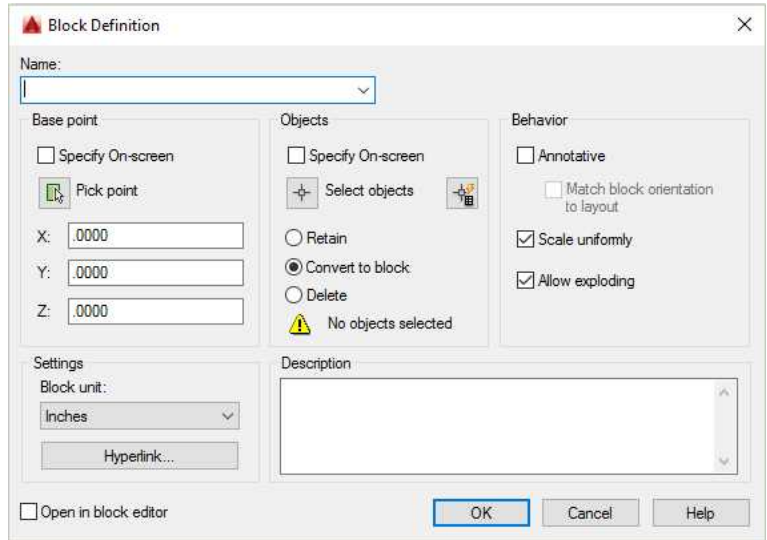 Block Definition
Name:
Base point
Specify On-screen
Pick point
X: .0000
Y: .0000
Z: .0000
Objects
Specify On-screen
Select objects
Retain
Convert to block
Delete
No objects selected
Behavior
Annotative
Match block orientation
to layout
Scale uniformly
Allow exploding
Settings
Block unit:
Inches
Hyperlink...
Description
Open in block editor
OK
Cancel
Help